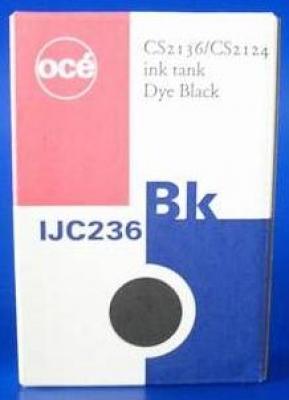 océ
CS2136/CS2124
ink tank
Dye Black
Bk
IJC236